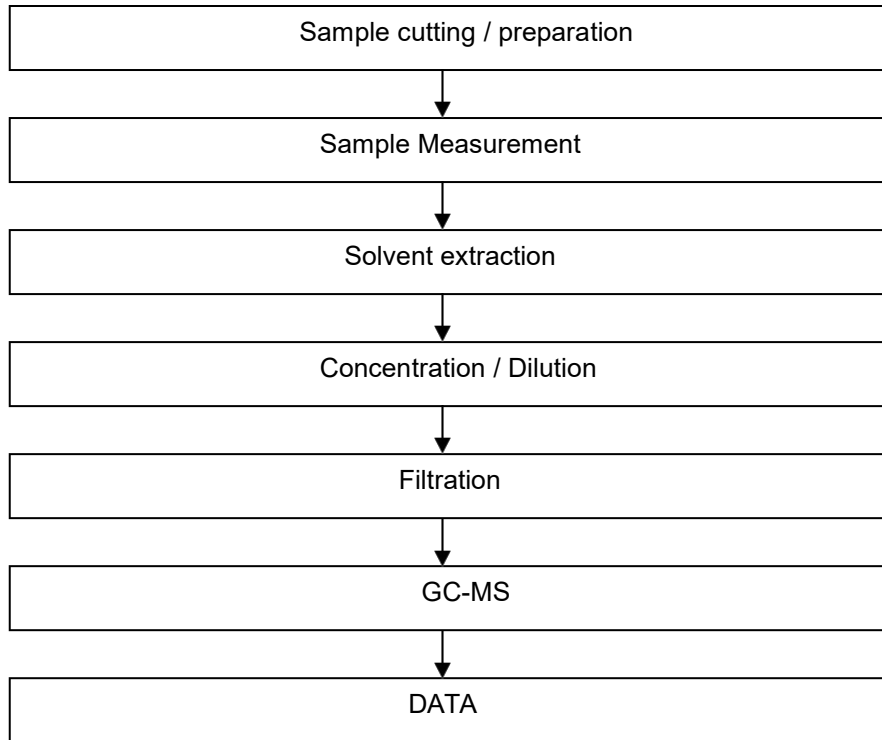 Sample cutting / preparation
Sample Measurement
Solvent extraction
Concentration / Dilution
Filtration
GC-MS
DATA